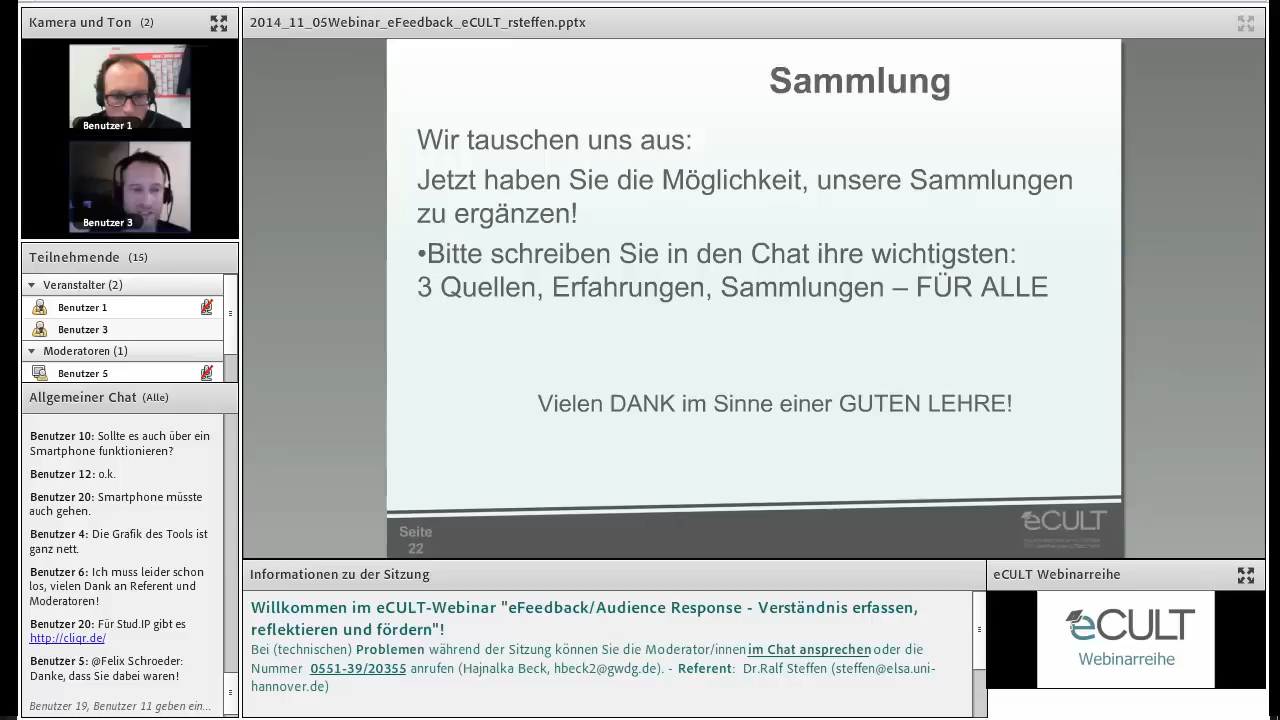 Kamera und Ton (2)
Benutzer 1
Benutzer 3
Teilnehmende (15)
Veranstalter (2)
Benutzer 1
Benutzer 3
Moderatoren (1)
Benutzer 5
Allgemeiner Chat (Alle)
Benutzer 10: Sollte es auch über ein
Smartphone funktionieren?
Benutzer 12: o.k.
Benutzer 20: Smartphone müsste
auch gehen.
Benutzer 4: Die Grafik des Tools ist
ganz nett.
Benutzer 6: Ich muss leider schon
los, vielen Dank an Referent und
Moderatoren!
Benutzer 20: Für Stud.IP gibt es
http://cliqr.de/
Benutzer 5: @Felix Schroeder:
Danke, dass Sie dabei waren!
Benutzer 19, Benutzer 11 geben ein...
2014_11_05Webinar_eFeedback_eCULT_rsteffen.pptx
Sammlung
Wir tauschen uns aus:
Jetzt haben Sie die Möglichkeit, unsere Sammlungen
zu ergänzen!
•Bitte schreiben Sie in den Chat ihre wichtigsten:
3 Quellen, Erfahrungen, Sammlungen – FÜR ALLE
Vielen DANK im Sinne einer GUTEN LEHRE!
Seite
22
eCULT
Informationen zu der Sitzung
Willkommen im eCULT-Webinar "eFeedback/Audience Response - Verständnis erfassen,
reflektieren und fördern"!
Bei (technischen) Problemen während der Sitzung können Sie die Moderator/innen im Chat ansprechen oder die
Nummer 0551-39/20355 anrufen (Hajnalka Beck, hbeck2@gwdg.de). - Referent: Dr.Ralf Steffen (steffen@elsa.uni-
hannover.de)
eCULT Webinarreihe
eCULT
Webinarreihe